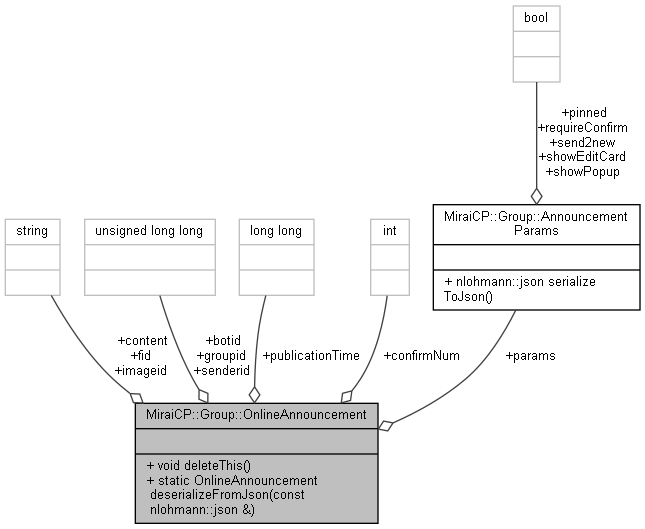 bool
+pinned
+requireConfirm
+send2new
+showEditCard
+showPopup
string
unsigned long long
long long
int
MiraiCP::Group::Announcement
Params
+ nlohmann::json serialize
ToJson()
+content
+fid
+imageid
+botid
+groupid
+senderid
+publicationTime
+confirmNum
+params
MiraiCP::Group::OnlineAnnouncement
+ void deleteThis()
+ static OnlineAnnouncement
deserializeFromJson(const
nlohmann::json &)